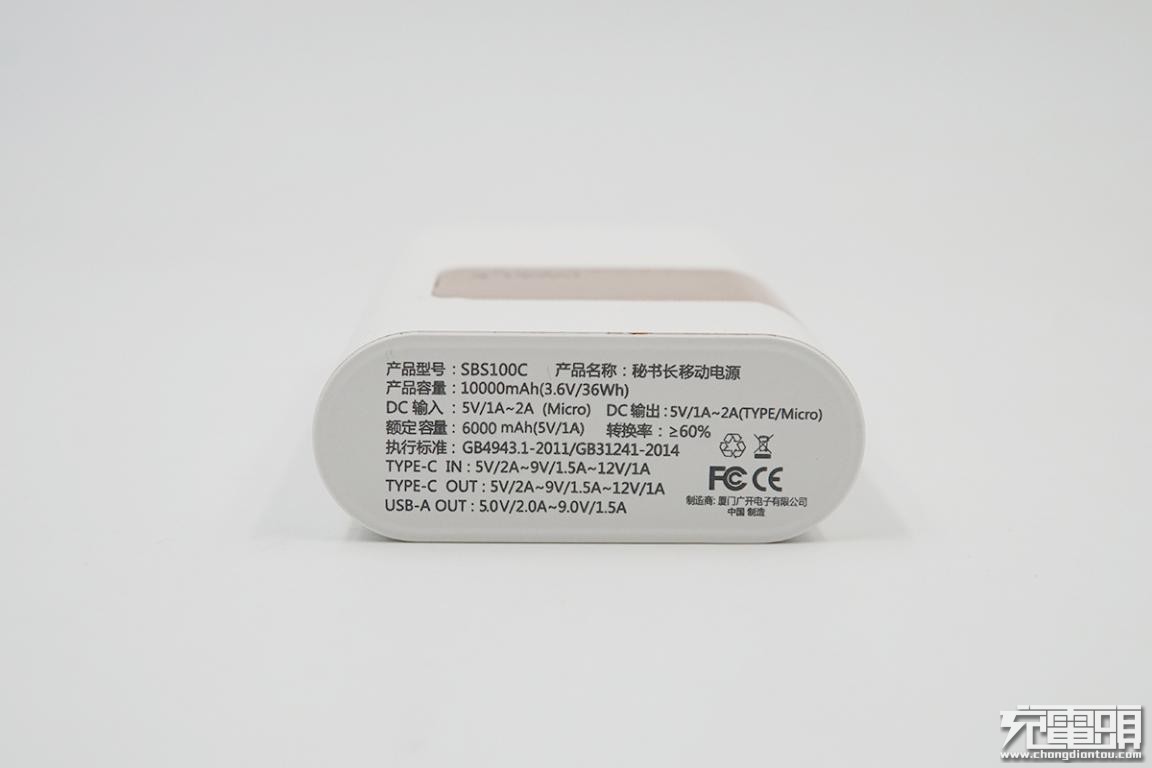 产品型号：SBS100C 产品名称：秘书长移动电源
产品容量：10000mAh(3.6V/36Wh)
DC 输入：5V/1A~2A (Micro) DC 输出：5V/1A~2A(TYPE/Micro)
额定容量：6000 mAh(5V/1A) 转换率：≥60%
执行标准：GB4943.1-2011/GB31241-2014
TYPE-C IN：5V/2A~9V/1.5A~12V/1A
TYPE-C OUT：5V/2A~9V/1.5A~12V/1A
USB-A OUT：5.0V/2.0A~9.0V/1.5A
FC CE
制造商：厦门广开电子有限公司
中国 制造
充電頭
www.chongdiantou.com